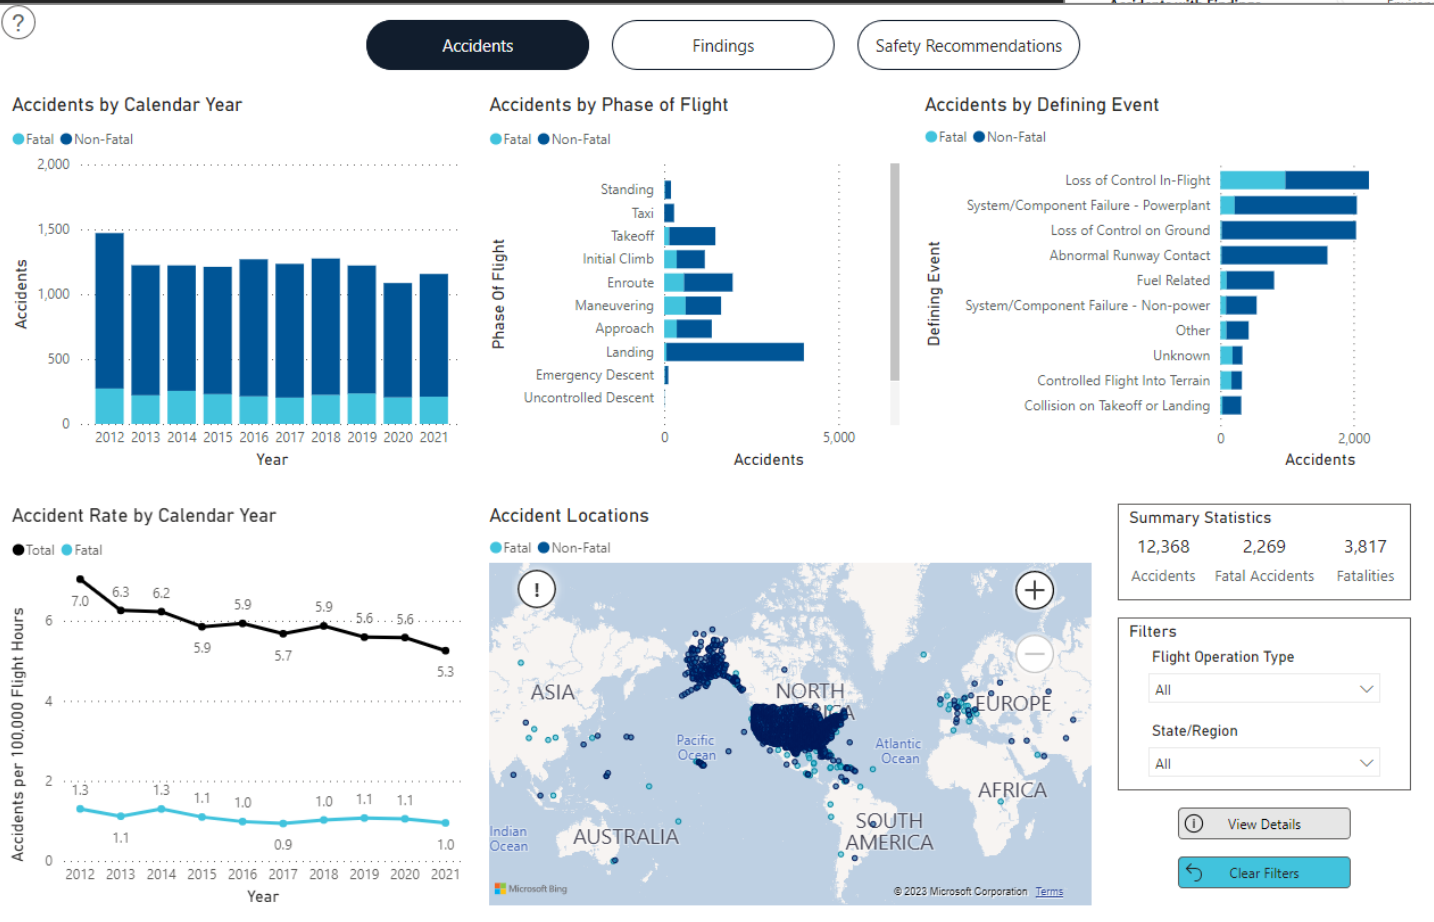 ?
Accidents
Findings
Safety Recommendations
Accidents by Calendar Year
Fatal Non-Fatal
2,000
1,500
1,000
500
0
Accidents
2012 2013 2014 2015 2016 2017 2018 2019 2020 2021
Year
Accidents by Phase of Flight
Fatal Non-Fatal
Phase Of Flight
Standing
Taxi
Takeoff
Initial Climb
Enroute
Maneuvering
Approach
Landing
Emergency Descent
Uncontrolled Descent
0 5,000
Accidents
Accidents by Defining Event
Fatal Non-Fatal
Defining Event
Loss of Control In-Flight
System/Component Failure - Powerplant
Loss of Control on Ground
Abnormal Runway Contact
Fuel Related
System/Component Failure - Non-power
Other
Unknown
Controlled Flight Into Terrain
Collision on Takeoff or Landing
0 2,000
Accidents
Accident Rate by Calendar Year
Total Fatal
Accidents per 100,000 Flight Hours
6
4
2
0
7.0 6.3 6.2 5.9 5.9 5.7 5.9 5.6 5.6 5.3
1.3 1.1 1.3 1.1 1.0 0.9 1.0 1.1 1.1 1.0
2012 2013 2014 2015 2016 2017 2018 2019 2020 2021
Year
Accident Locations
Fatal Non-Fatal
!
ASIA
NORTH
EUROPE
Pacific
Ocean
Atlantic
Ocean
AFRICA
Indian
Ocean
AUSTRALIA
SOUTH
AMERICA
Microsoft Bing
© 2023 Microsoft Corporation Terms
Summary Statistics
12,368 2,269 3,817
Accidents Fatal Accidents Fatalities
Filters
Flight Operation Type
All
State/Region
All
View Details
Clear Filters